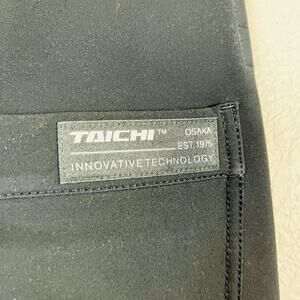 TAICHI™ OSAKA
EST. 1975
INNOVATIVE TECHNOLOGY